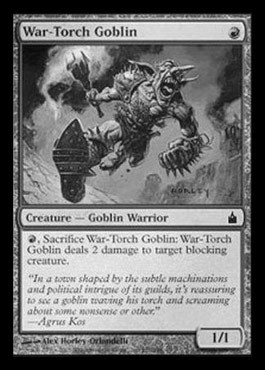 War-Torch Goblin
HORLEY
Creature — Goblin Warrior
, Sacrifice War-Torch Goblin: War-Torch
Goblin deals 2 damage to target blocking
creature.
"In a town shaped by the subtle machinations
and political intrigue of its guilds, it's reassuring
to see a goblin waving his torch and screaming
about some nonsense or other."
—Agrus Kos
Alex Horley-Orlandelli
1/1